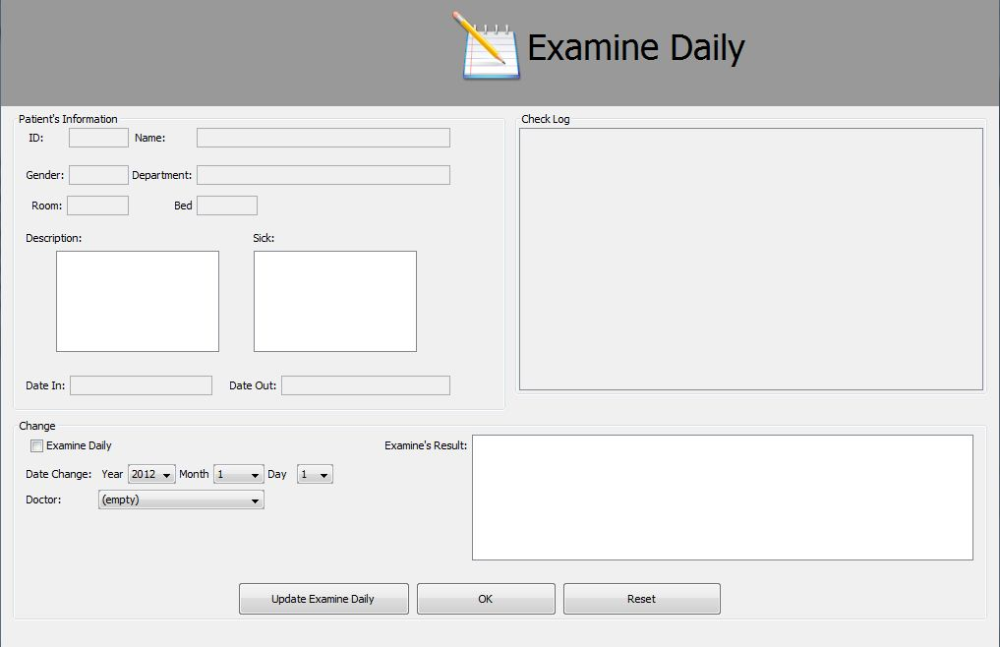 Examine Daily
Patient's Information
ID:
Name:
Gender:
Department:
Room:
Bed
Description:
Sick:
Date In:
Date Out:
Check Log
Change
Examine Daily
Date Change: Year 2012 Month 1 Day 1
Doctor: (empty)
Examine's Result:
Update Examine Daily
OK
Reset